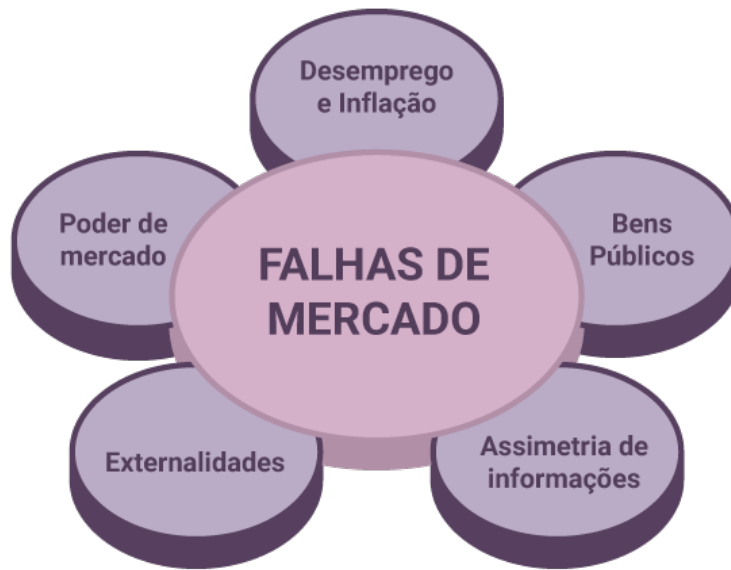 Desemprego
e Inflação
Poder de
mercado
Bens
Públicos
FALHAS DE
MERCADO
Externalidades
Assimetria de
informações